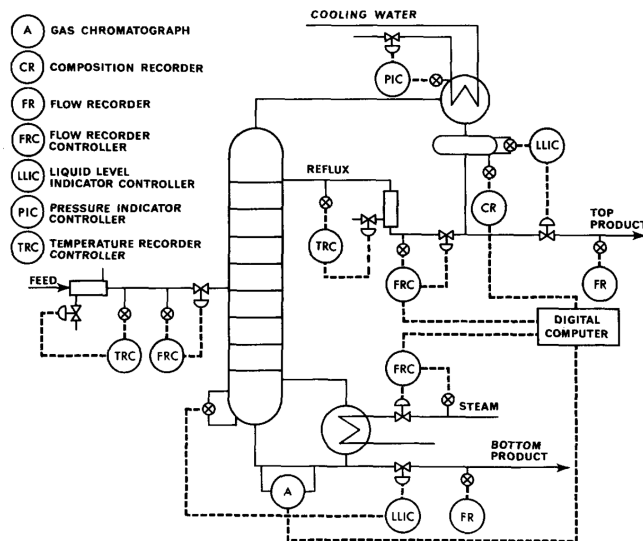 COOLING WATER
A GAS CHROMATOGRAPH
CR COMPOSITION RECORDER
FR FLOW RECORDER
FRC FLOW RECORDER
CONTROLLER
LLIC LIQUID LEVEL
INDICATOR CONTROLLER
PIC PRESSURE INDICATOR
CONTROLLER
TRC TEMPERATURE RECORDER
CONTROLLER
PIC
LLIC
REFLUX
CR
TRC
TOP
PRODUCT
FRC
FR
FEED
TRC
FRC
DIGITAL
COMPUTER
FRC
STEAM
BOTTOM
PRODUCT
A
LLIC
FR